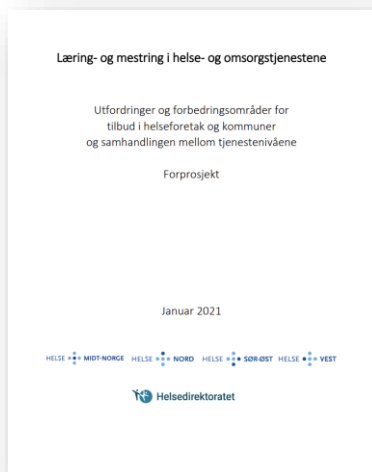 Læring- og mestring i helse- og omsorgstjenestene
Utfordringer og forbedringsområder for
tilbud i helseforetak og kommuner
og samhandlingen mellom tjenestenivåene
Forprosjekt
Januar 2021
HELSE MIDT-NORGE HELSE NORD HELSE SØR-ØST HELSE VEST
Helsedirektoratet